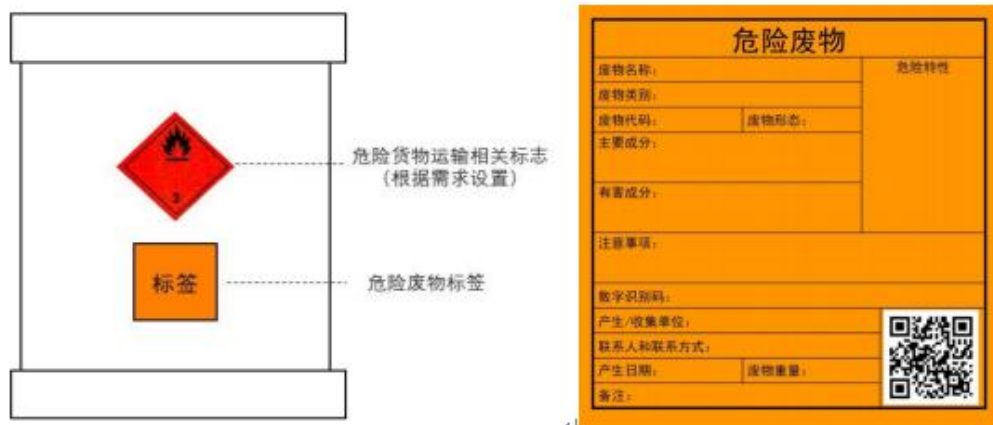 3
危险货物运输相关标志
（根据需求设置）
标签
危险废物标签
危险废物
废物名称：
危险特性
废物类别：
废物代码：
废物形态：
主要成分：
有害成分：
注意事项：
数字识别码：
产生/收集单位：
联系人和联系方式：
产生日期：
废物重量：
备注：